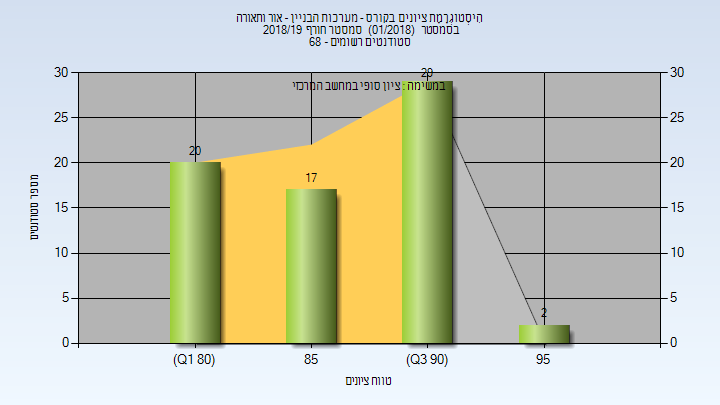 היסטוגרמת ציונים בקורס - מערכות הבניין - אור ותאורה
בסמסטר (01/2018) סמסטר חורף 2018/19
סטודנטים רשומים - 68
במשימה : ציון סופי במחשב המרכזי
30 30
25 25
20 20
15 15
10 10
5 5
0 0
20
17
29
2
מספר סטודנטים
(Q1 80) 85 (Q3 90) 95
טווח ציונים